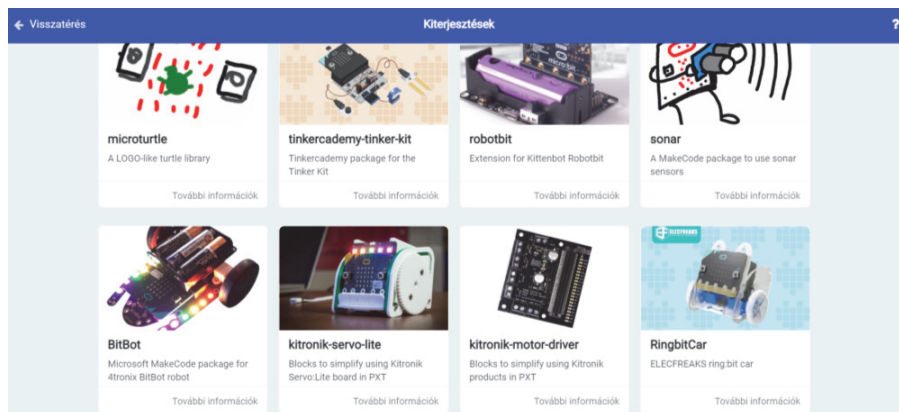 ← Visszatérés
Kiterjesztések
?
micro:bit
microturtle
A LOGO-like turtle library
További információk
tinkercademy-tinker-kit
Tinkercademy package for the
Tinker Kit
További információk
robotbit
Extension for Kittenbot Robotbit
További információk
sonar
A MakeCode package to use sonar
sensors
További információk
BitBot
Microsoft MakeCode package for
4tronix BitBot robot
További információk
kitronik-servo-lite
Blocks to simplify using Kitronik
Servo:Lite board in PXT
További információk
kitronik-motor-driver
Blocks to simplify using Kitronik
products in PXT
További információk
ELECFREAKS
RingbitCar
ELECFREAKS ring:bit car
További információk